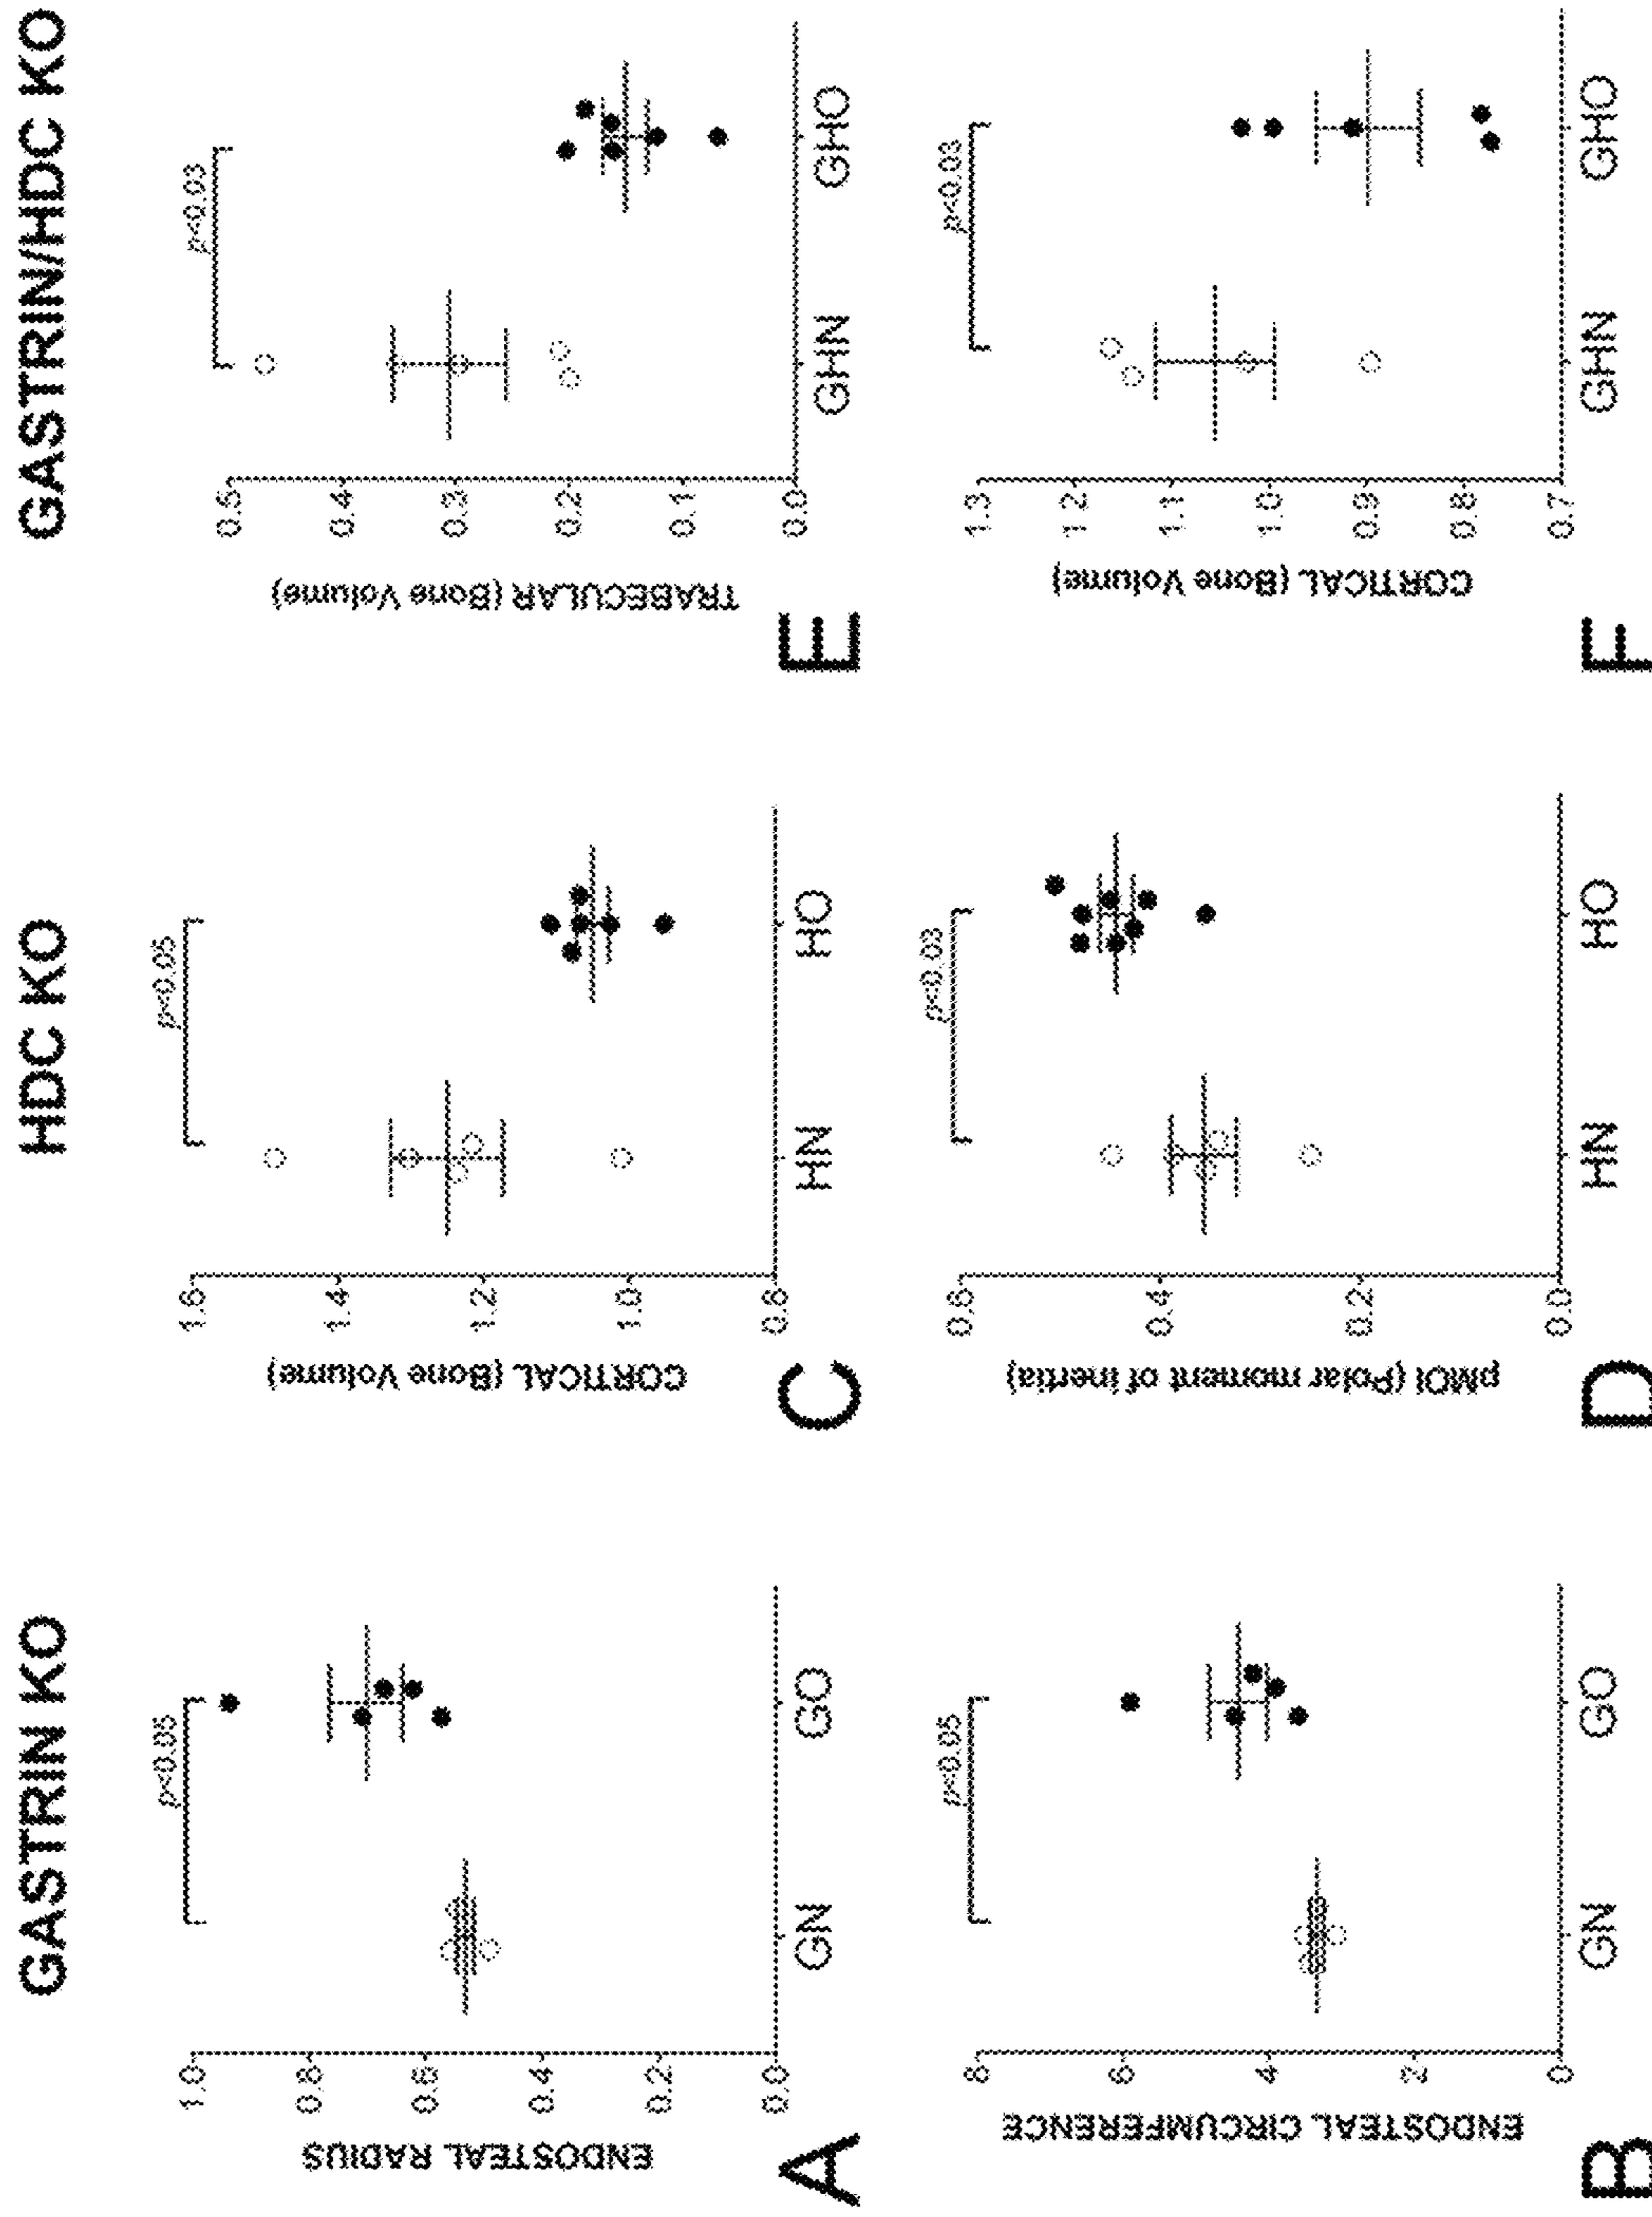 GASTRIN KO
p<0.05
1.0
0.8
0.6
0.4
0.2
0.0
ENDOSTEAL RADIUS
GN
GO
A
p<0.05
8
6
4
2
0
ENDOSTEAL CIRCUMFERENCE
GN
GO
B
HDC KO
p<0.05
1.6
1.4
1.2
1.0
0.8
CORTICAL (Bone Volume)
HN
HO
C
p<0.03
0.6
0.4
0.2
0.0
pMOI (Polar moment of inertia)
HN
HO
D
GASTRIN/HDC KO
p<0.03
0.5
0.4
0.3
0.2
0.1
0.0
TRABECULAR (Bone Volume)
GHN
GHO
E
p<0.03
1.3
1.2
1.1
1.0
0.9
0.8
0.7
CORTICAL (Bone Volume)
GHN
GHO
F